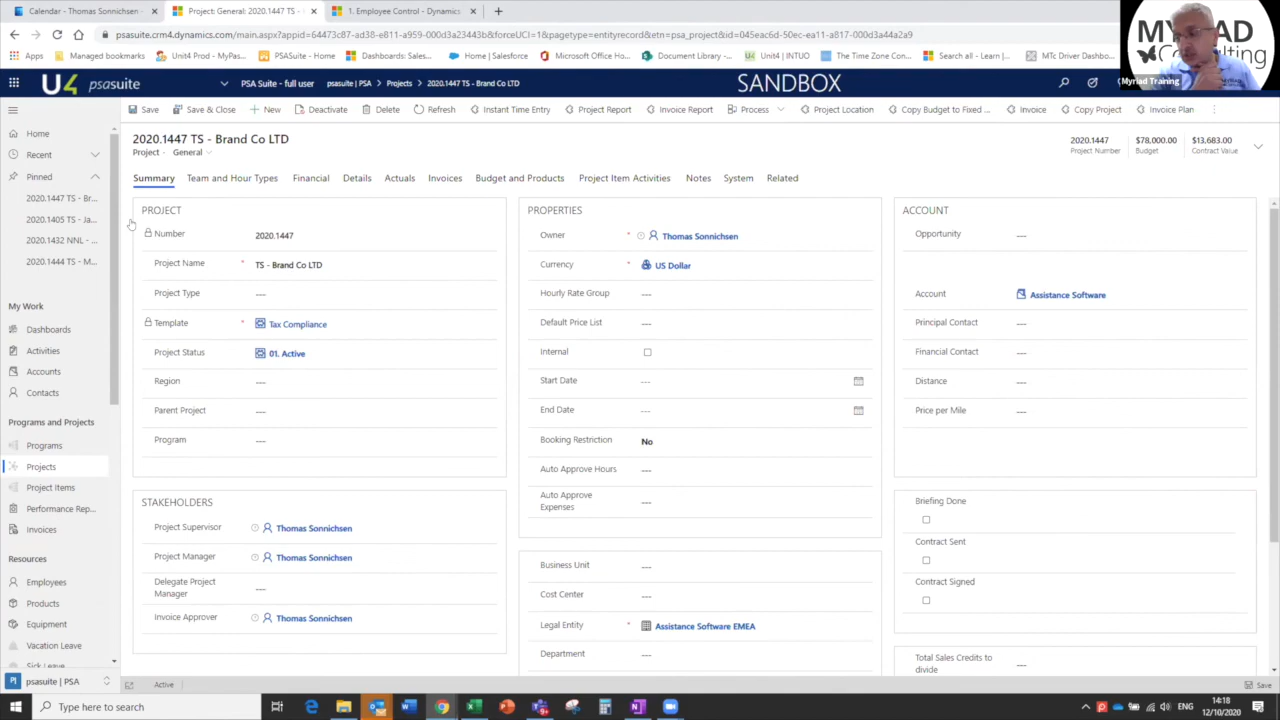 Calendar - Thomas Sonnichsen - 
Project: General: 2020.1447 TS -
1. Employee Control - Dynamics
psasuite.crm4.dynamics.com/main.aspx?appid=64473c87-ad38-e811-a959-000d3a23443b&forceUCI=1&pagetype=entityrecord&etn=psa_project&id=045eac6d-50ec-ea11-a817-000d3a44a2a9
Apps
Managed bookmarks
Unit4 Prod - MyPas...
PSASuite - Home
Dashboards: Sales...
Home | Salesforce
Microsoft Office Ho...
Document Library -...
U4 | INTUO
The Time Zone Con...
Search all - Learn |...
MTc Driver Dashbo...
MYRIAD
Consulting
Myriad Training
U4 psasuite
PSA Suite - full user
psasuite | PSA
Projects
2020.1447 TS - Brand Co LTD
SANDBOX
Save
Save & Close
New
Deactivate
Delete
Refresh
Instant Time Entry
Project Report
Invoice Report
Process
Project Location
Copy Budget to Fixed ...
Invoice
Copy Project
Invoice Plan
Home
Recent
Pinned
2020.1447 TS - Br...
2020.1405 TS - Ja...
2020.1432 NNL - ...
2020.1444 TS - M...
My Work
Dashboards
Activities
Accounts
Contacts
Programs and Projects
Programs
Projects
Project Items
Performance Rep...
Invoices
Resources
Employees
Products
Equipment
Vacation Leave
Sick Leave
PJ psasuite | PSA
2020.1447 TS - Brand Co LTD
Project · General
2020.1447
Project Number
$78,000.00
Budget
$13,683.00
Contract Value
Summary
Team and Hour Types
Financial
Details
Actuals
Invoices
Budget and Products
Project Item Activities
Notes
System
Related
PROJECT
Number 2020.1447
Project Name * TS - Brand Co LTD
Project Type ---
Template * Tax Compliance
Project Status 01. Active
Region ---
Parent Project ---
Program ---
STAKEHOLDERS
Project Supervisor Thomas Sonnichsen
Project Manager Thomas Sonnichsen
Delegate Project
Manager ---
Invoice Approver Thomas Sonnichsen
PROPERTIES
Owner * Thomas Sonnichsen
Currency * US Dollar
Hourly Rate Group ---
Default Price List ---
Internal
Start Date ---
End Date ---
Booking Restriction No
Auto Approve Hours ---
Auto Approve
Expenses ---
Business Unit ---
Cost Center ---
Legal Entity * Assistance Software EMEA
Department ---
ACCOUNT
Opportunity ---
Account Assistance Software
Principal Contact ---
Financial Contact ---
Distance ---
Price per Mile ---
Briefing Done
Contract Sent
Contract Signed
Total Sales Credits to
divide ---
Active
Save
Type here to search
ENG
14:18
12/10/2020